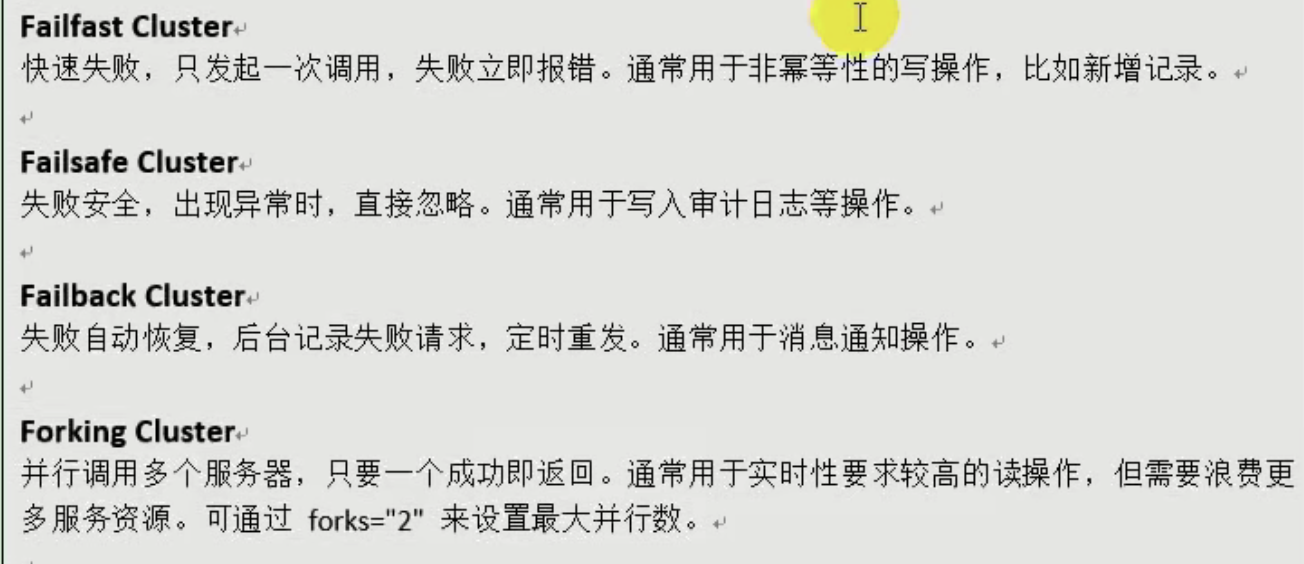 Failfast Cluster
快速失败，只发起一次调用，失败立即报错。通常用于非幂等性的写操作，比如新增记录。
Failsafe Cluster
失败安全，出现异常时，直接忽略。通常用于写入审计日志等操作。
Failback Cluster
失败自动恢复，后台记录失败请求，定时重发。通常用于消息通知操作。
Forking Cluster
并行调用多个服务器，只要一个成功即返回。通常用于实时性要求较高的读操作，但需要浪费更
多服务资源。可通过 forks="2" 来设置最大并行数。